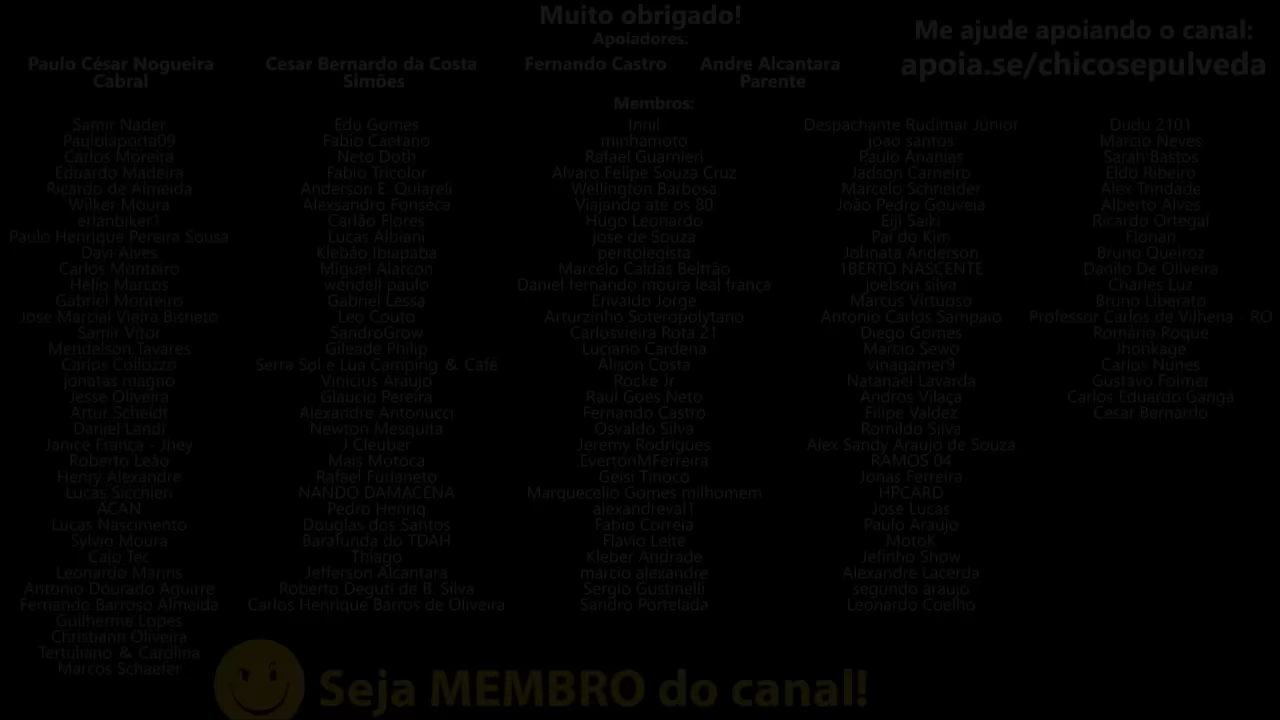 Muito obrigado!
Apoiadores:
Paulo César Nogueira
Cabral
Cesar Bernardo da Costa
Simões
Fernando Castro
Andre Alcantara
Parente
Me ajude apoiando o canal:
apoia.se/chicosepulveda
Membros:
Samir Nader
Paulolaporta09
Carlos Moreira
Eduardo Madeira
Ricardo de Almeida
Wilker Moura
erlanbiker1
Paulo Henrique Pereira Sousa
Davi Alves
Carlos Monteiro
Hélio Marcos
Gabriel Monteiro
Jose Marcial Vieira Bisneto
Samir Vítor
Mendelson Tavares
Carlos Collozzo
jonatas magno
Jesse Oliveira
Artur Scheidt
Daniel Landi
Janice França - Jhey
Roberto Leão
Henry Alexandre
Lucas Sicchieri
ACAN
Lucas Nascimento
Sylvio Moura
Caio Tec
Leonardo Marins
Antonio Dourado Aguirre
Fernando Barroso Almeida
Guilherme Lopes
Christiann Oliveira
Tertuliano & Carolina
Marcos Schaefer
Edu Gomes
Fabio Caetano
Neto Doth
Fabio Tricolor
Anderson E. Quiareli
Alexsandro Fonseca
Carlão Flores
Lucas Albiani
Klebão Ibiapaba
Miguel Alarcon
wendell paulo
Gabriel Lessa
Leo Couto
SandroGrow
Gileade Philip
Serra Sol e Lua Camping & Café
Vinicius Araujo
Glaucio Pereira
Alexandre Antonucci
Newton Mesquita
J Cleuber
Mais Motoca
Rafael Furlaneto
NANDO DAMACENA
Pedro Henriq
Douglas dos Santos
Barafunda do TDAH
Thiago
Jefferson Alcantara
Roberto Deguti de B. Silva
Carlos Henrique Barros de Oliveira
Innil
minhamoto
Rafael Guarnieri
Alvaro Felipe Souza Cruz
Wellington Barbosa
Viajando até os 80
Hugo Leonardo
jose de Souza
peritolegista
Marcelo Caldas Beltrão
Daniel fernando moura leal frança
Erivaldo Jorge
Arturzinho Soteropolytano
Carlosvieira Rota 21
Luciano Cardena
Alison Costa
Rocke Jr
Raul Goes Neto
Fernando Castro
Osvaldo Silva
Jeremy Rodrigues
EvertonMFerreira
Geisi Tinoco
Marquecelio Gomes milhomem
alexandreval1
Fabio Correia
Flavio Leite
Kleber Andrade
marcio alexandre
Sergio Gustinelli
Sandro Portelada
Despachante Rudimar Júnior
joao santos
Paulo Ananias
Jadson Carneiro
Marcelo Schneider
João Pedro Gouveia
Eiji Saiki
Pai do Kim
Johnata Anderson
1BERTO NASCENTE
joelson silva
Marcus Virtuoso
Antonio Carlos Sampaio
Diego Gomes
Marcio Sewo
vinagamer9
Natanael Lavarda
Andros Vilaça
Filipe Valdez
Romildo Silva
Alex Sandy Araujo de Souza
RAMOS 04
Jonas Ferreira
HPCARD
Jose Lucas
Paulo Araujo
MotoK
Jefinho Show
Alexandre Lacerda
segundo araujo
Leonardo Coelho
Dudu 2101
Marcio Neves
Sarah Bastos
Eldo Ribeiro
Alex Trindade
Alberto Alves
Ricardo Ortegal
Florian
Bruno Queiroz
Danilo De Oliveira
Charles Luz
Bruno Liberato
Professor Carlos de Vilhena - RO
Romário Roque
Jhonkage
Carlos Nunes
Gustavo Folmer
Carlos Eduardo Gangá
Cesar Bernardo
Seja MEMBRO do canal!